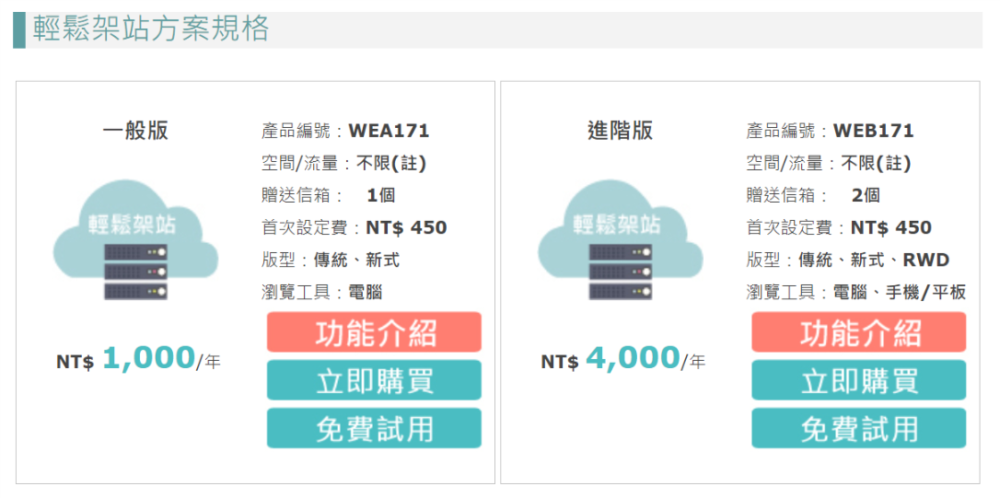 輕鬆架站方案規格
一般版
輕鬆架站
NT$ 1,000/年
產品編號：WEA171
空間/流量：不限(註)
贈送信箱： 1個
首次設定費：NT$ 450
版型：傳統、新式
瀏覽工具：電腦
功能介紹
立即購買
免費試用
進階版
輕鬆架站
NT$ 4,000/年
產品編號：WEB171
空間/流量：不限(註)
贈送信箱： 2個
首次設定費：NT$ 450
版型：傳統、新式、RWD
瀏覽工具：電腦、手機/平板
功能介紹
立即購買
免費試用